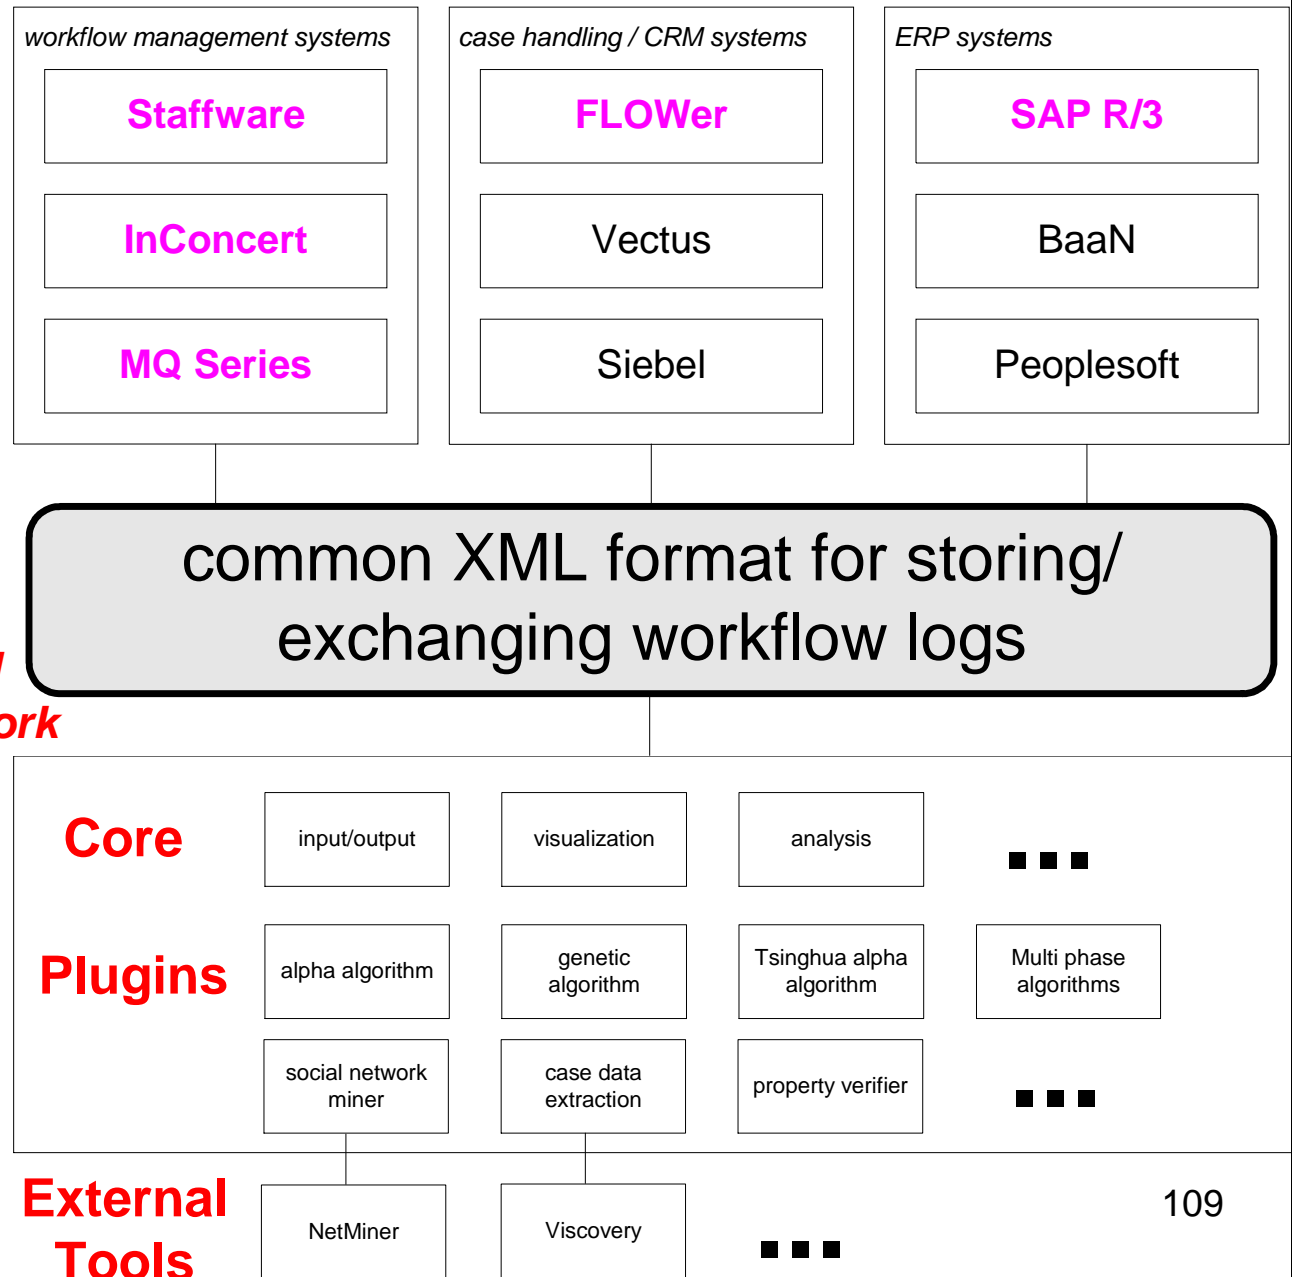 workflow management systems
case handling / CRM systems
ERP systems
Staffware
FLOWer
SAP R/3
InConcert
Vectus
BaaN
MQ Series
Siebel
Peoplesoft
common XML format for storing/
exchanging workflow logs
ork
Core
input/output
visualization
analysis
Plugins
alpha algorithm
genetic
algorithm
Tsinghua alpha
algorithm
Multi phase
algorithms
social network
miner
case data
extraction
property verifier
External
Tools
NetMiner
Viscovery
109